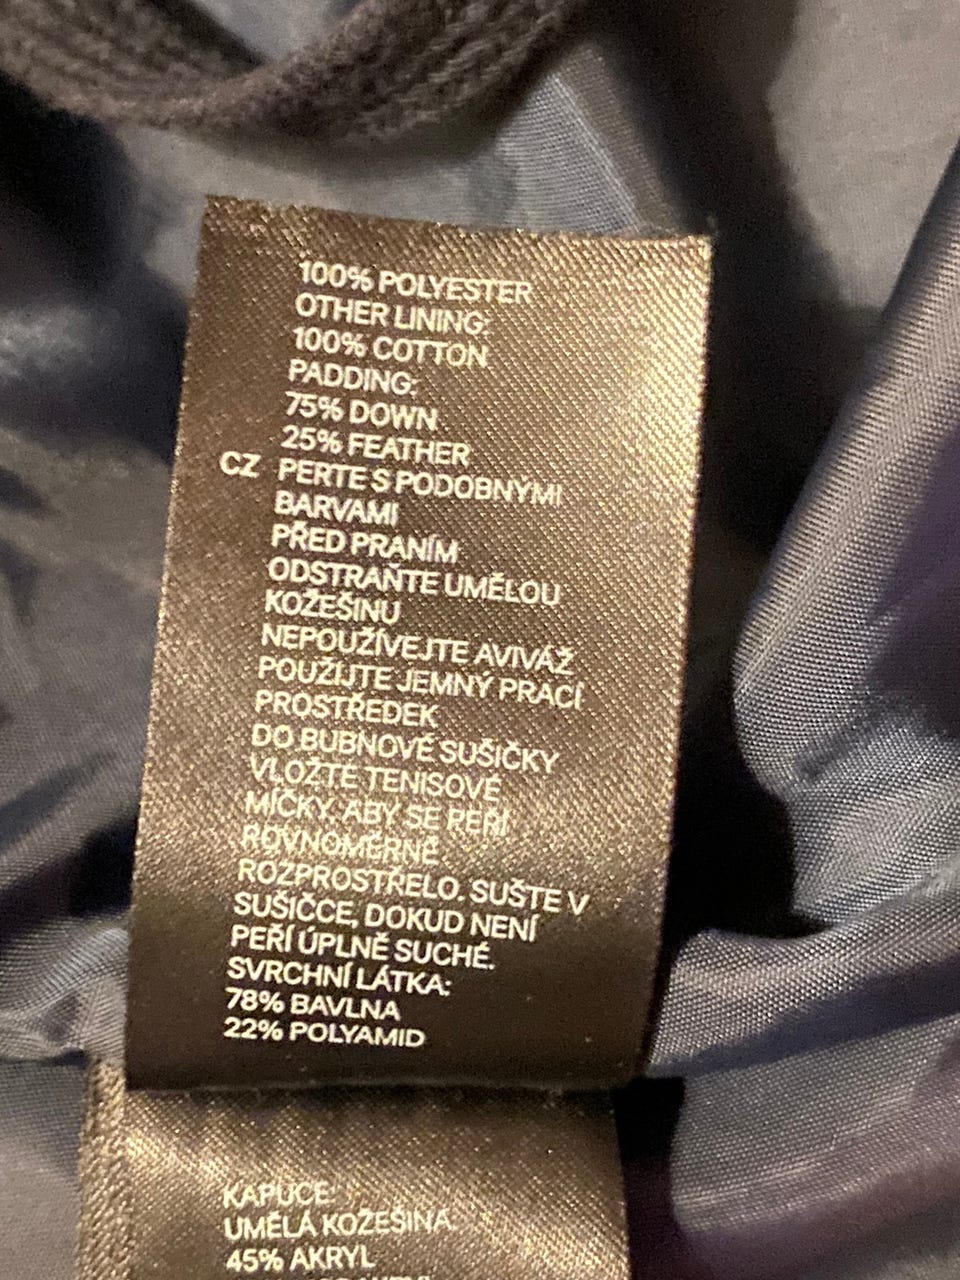 100% POLYESTER
OTHER LINING:
100% COTTON
PADDING:
75% DOWN
25% FEATHER
CZ PERTE S PODOBNÝMI
BARVAMI
PŘED PRANÍM
ODSTRAŇTE UMĚLOU
KOŽEŠINU
NEPOUŽÍVEJTE AVIVÁŽ
POUŽIJTE JEMNÝ PRACÍ
PROSTŘEDEK
DO BUBNOVÉ SUŠIČKY
VLOŽTE TENISOVÉ
MÍČKY, ABY SE PEŘÍ
ROVNOMĚRNĚ
ROZPROSTŘELO. SUŠTE V
SUŠIČCE, DOKUD NENÍ
PEŘÍ ÚPLNĚ SUCHÉ.
SVRCHNÍ LÁTKA:
78% BAVLNA
22% POLYAMID
KAPUCE:
UMĚLÁ KOŽEŠINA:
45% AKRYL